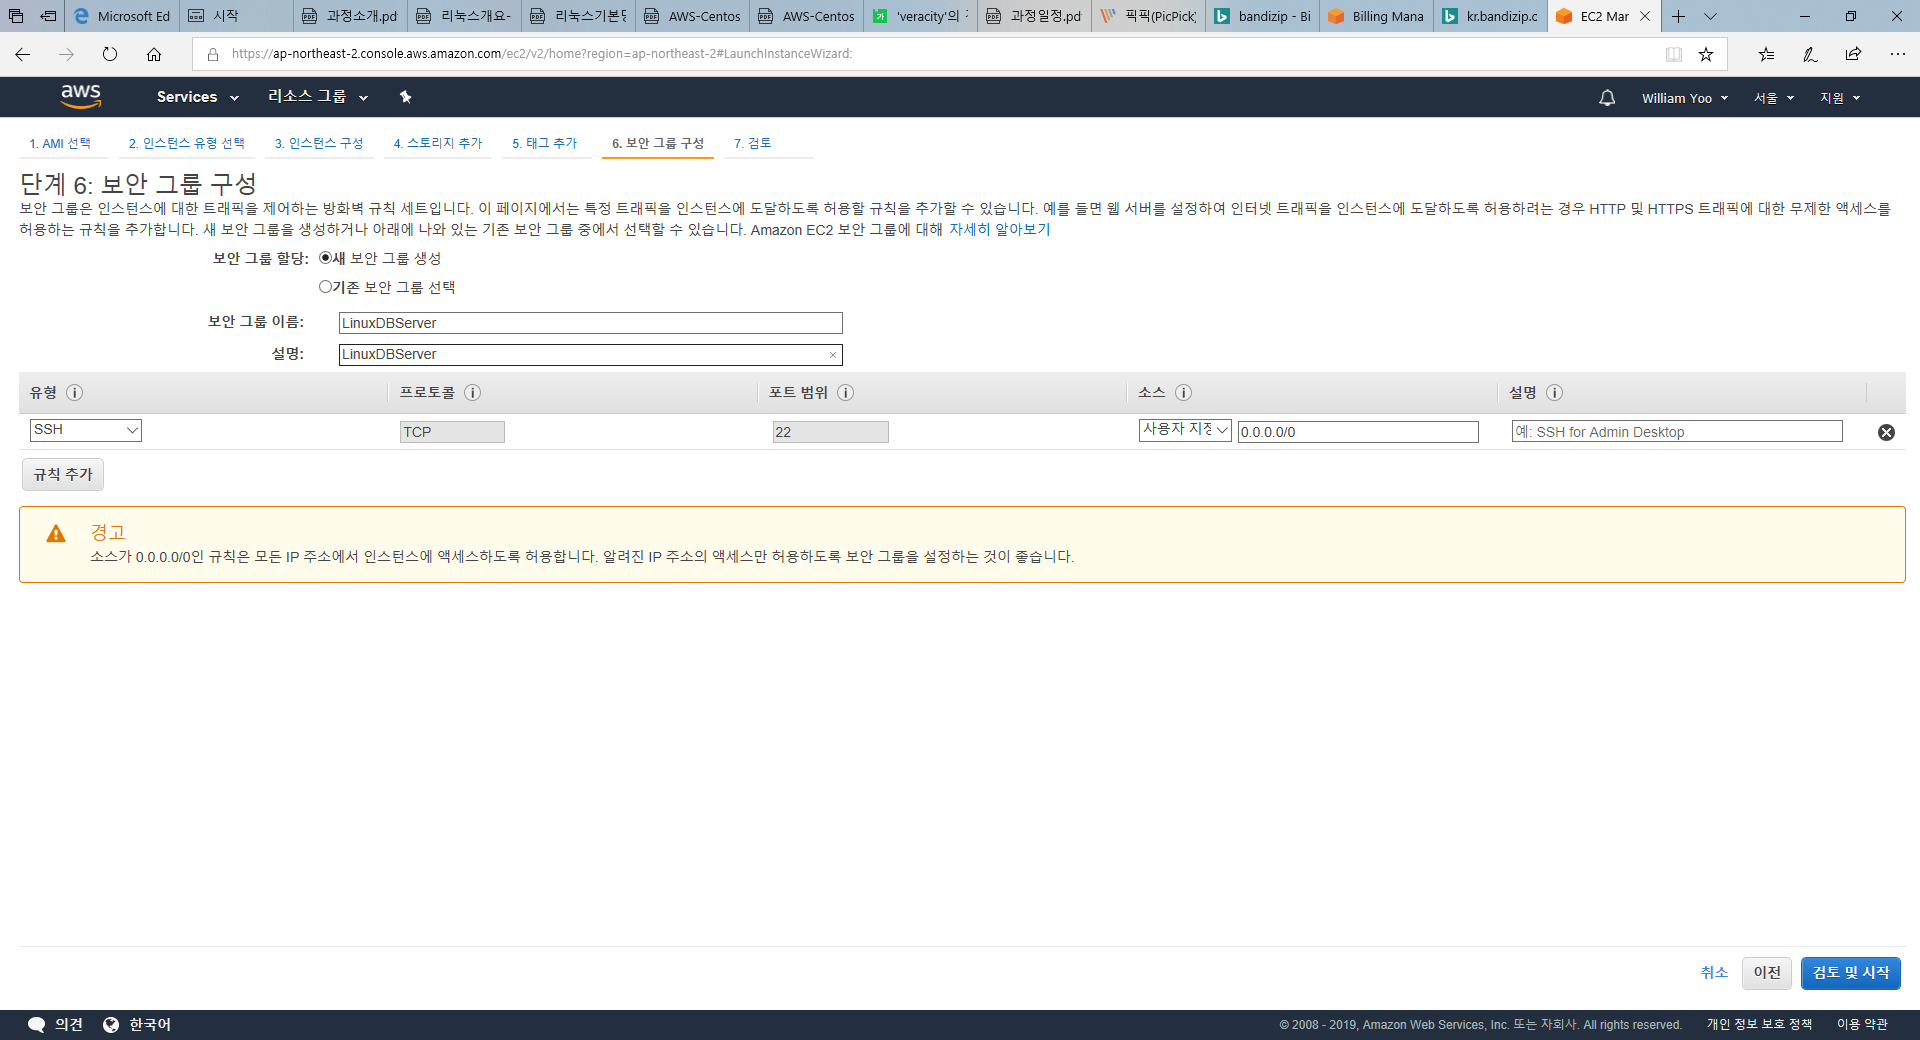 Microsoft Ed
시작
과정소개.pd
리눅스개요-
리눅스기본명
AWS-Centos
AWS-Centos
'veracity'의
과정일정.pd
픽픽(PicPick)
bandizip - Bi
Billing Mana
kr.bandizip.c
EC2 Mar
https://ap-northeast-2.console.aws.amazon.com/ec2/v2/home?region=ap-northeast-2#LaunchInstanceWizard:
aws
Services
리소스 그룹
William Yoo
서울
지원
1. AMI 선택
2. 인스턴스 유형 선택
3. 인스턴스 구성
4. 스토리지 추가
5. 태그 추가
6. 보안 그룹 구성
7. 검토
단계 6: 보안 그룹 구성
보안 그룹은 인스턴스에 대한 트래픽을 제어하는 방화벽 규칙 세트입니다. 이 페이지에서는 특정 트래픽을 인스턴스에 도달하도록 허용할 규칙을 추가할 수 있습니다. 예를 들면 웹 서버를 설정하여 인터넷 트래픽을 인스턴스에 도달하도록 허용하려는 경우 HTTP 및 HTTPS 트래픽에 대한 무제한 액세스를
허용하는 규칙을 추가합니다. 새 보안 그룹을 생성하거나 아래에 나와 있는 기존 보안 그룹 중에서 선택할 수 있습니다. Amazon EC2 보안 그룹에 대해 자세히 알아보기
보안 그룹 할당: 새 보안 그룹 생성
기존 보안 그룹 선택
보안 그룹 이름: LinuxDBServer
설명: LinuxDBServer
유형
프로토콜
포트 범위
소스
설명
SSH
TCP
22
사용자 지정
0.0.0.0/0
예: SSH for Admin Desktop
규칙 추가
경고
소스가 0.0.0.0/0인 규칙은 모든 IP 주소에서 인스턴스에 액세스하도록 허용합니다. 알려진 IP 주소의 액세스만 허용하도록 보안 그룹을 설정하는 것이 좋습니다.
취소
이전
검토 및 시작
의견
한국어
© 2008 - 2019, Amazon Web Services, Inc. 또는 자회사. All rights reserved.
개인 정보 보호 정책
이용 약관